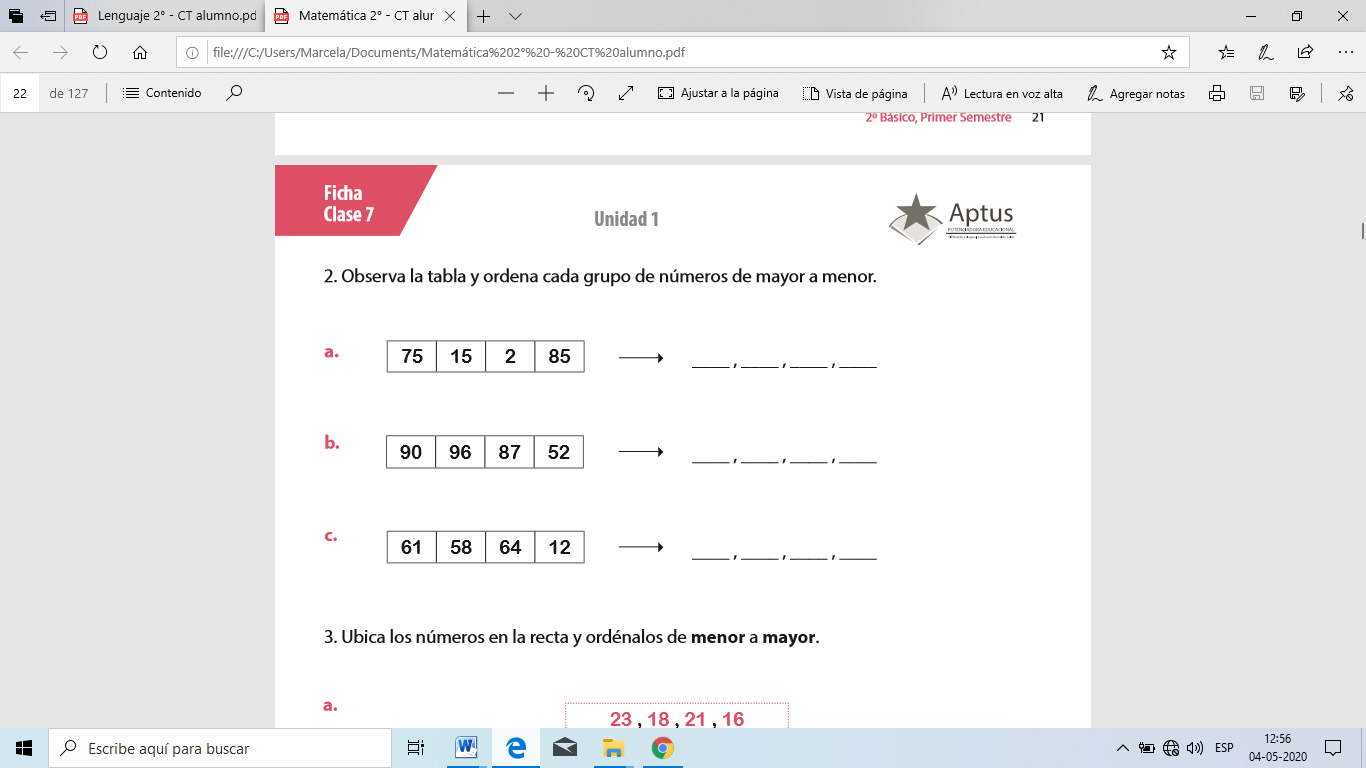 Lenguaje 2° - CT alumno.pd
Matemática 2° - CT alur
file:///C:/Users/Marcela/Documents/Matemática%202°%20-%20CT%20alumno.pdf
22 de 127 Contenido Ajustar a la página Vista de página Lectura en voz alta Agregar notas
2º Básico, Primer Semestre 21
Ficha
Clase 7
Unidad 1
Aptus
POTENCIADORA EDUCACIONAL
2. Observa la tabla y ordena cada grupo de números de mayor a menor.
a. 75 15 2 85 ____ , ____ , ____ , ____
b. 90 96 87 52 ____ , ____ , ____ , ____
c. 61 58 64 12 ____ , ____ , ____ , ____
3. Ubica los números en la recta y ordénalos de menor a mayor.
a. 23 , 18 , 21 , 16
Escribe aquí para buscar
ESP
12:56
04-05-2020